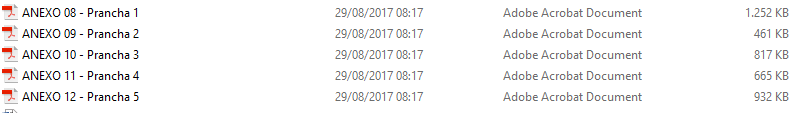 ANEXO 08 - Prancha 1 29/08/2017 08:17 Adobe Acrobat Document 1.252 KB
ANEXO 09 - Prancha 2 29/08/2017 08:17 Adobe Acrobat Document 461 KB
ANEXO 10 - Prancha 3 29/08/2017 08:17 Adobe Acrobat Document 817 KB
ANEXO 11 - Prancha 4 29/08/2017 08:17 Adobe Acrobat Document 665 KB
ANEXO 12 - Prancha 5 29/08/2017 08:17 Adobe Acrobat Document 932 KB